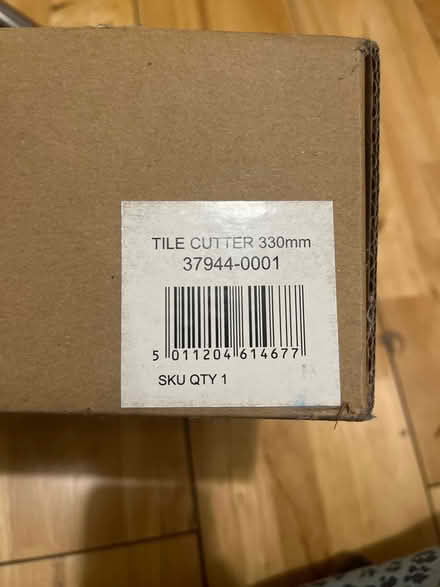 TILE CUTTER 330mm
37944-0001
5 011204 614677
SKU QTY 1